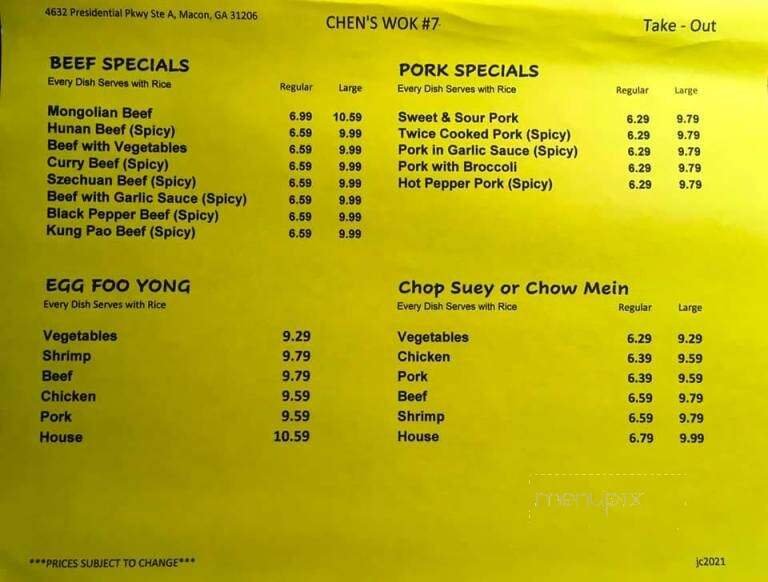 4632 Presidential Pkwy Ste A, Macon, GA 31206
CHEN'S WOK #7
Take - Out
BEEF SPECIALS
Every Dish Serves with Rice
Regular Large
Mongolian Beef 6.99 10.59
Hunan Beef (Spicy) 6.59 9.99
Beef with Vegetables 6.59 9.99
Curry Beef (Spicy) 6.59 9.99
Szechuan Beef (Spicy) 6.59 9.99
Beef with Garlic Sauce (Spicy) 6.59 9.99
Black Pepper Beef (Spicy) 6.59 9.99
Kung Pao Beef (Spicy) 6.59 9.99
PORK SPECIALS
Every Dish Serves with Rice
Regular Large
Sweet & Sour Pork 6.29 9.79
Twice Cooked Pork (Spicy) 6.29 9.79
Pork in Garlic Sauce (Spicy) 6.29 9.79
Pork with Broccoli 6.29 9.79
Hot Pepper Pork (Spicy) 6.29 9.79
EGG FOO YONG
Every Dish Serves with Rice
Vegetables 9.29
Shrimp 9.79
Beef 9.79
Chicken 9.59
Pork 9.59
House 10.59
Chop Suey or Chow Mein
Every Dish Serves with Rice
Regular Large
Vegetables 6.29 9.29
Chicken 6.39 9.59
Pork 6.39 9.59
Beef 6.59 9.79
Shrimp 6.59 9.79
House 6.79 9.99
menupix
***PRICES SUBJECT TO CHANGE***
jc2021